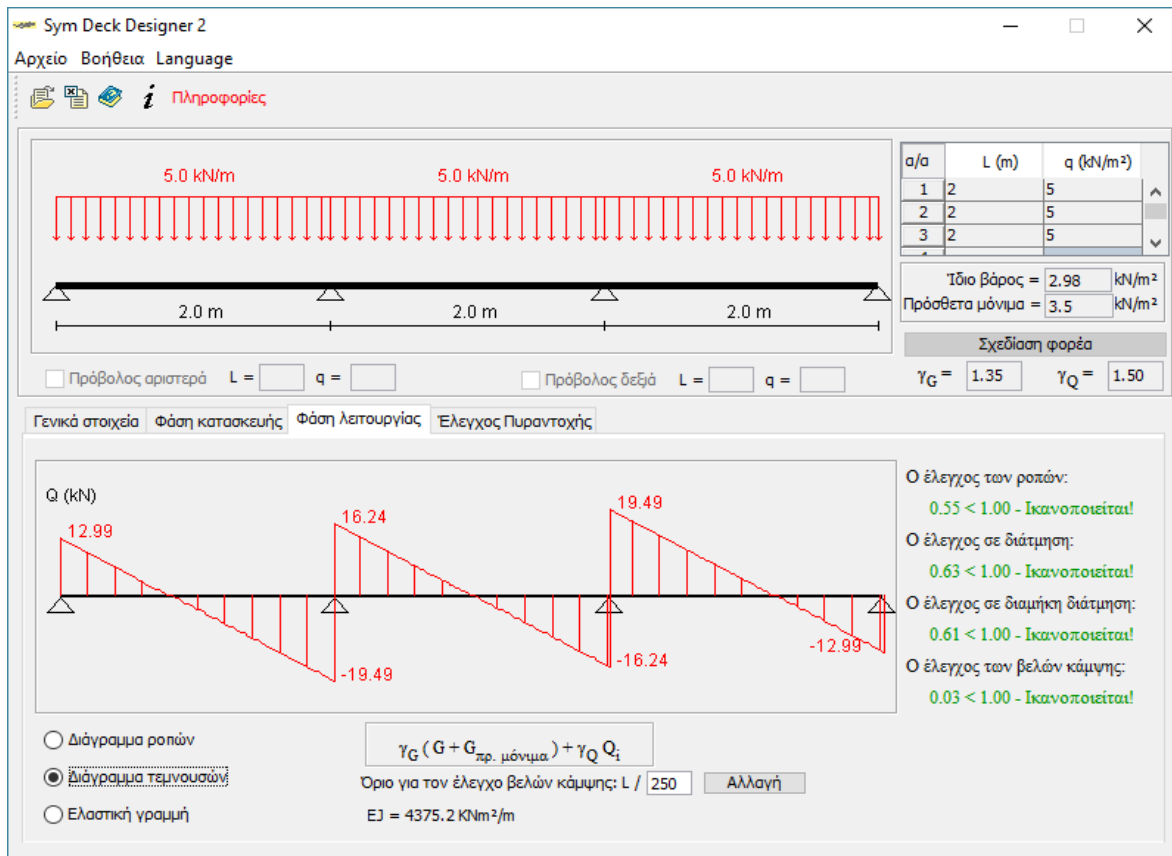 Sym Deck Designer 2
Αρχείο Βοήθεια Language
i Πληροφορίες
5.0 kN/m 5.0 kN/m 5.0 kN/m
2.0 m 2.0 m 2.0 m
α/α L (m) q (kN/m²)
1 2 5
2 2 5
3 2 5
Ίδιο βάρος = 2.98 kN/m²
Πρόσθετα μόνιμα = 3.5 kN/m²
Σχεδίαση φορέα
Πρόβολος αριστερά L = q = Πρόβολος δεξιά L = q =
γG = 1.35 γQ = 1.50
Γενικά στοιχεία Φάση κατασκευής Φάση λειτουργίας Έλεγχος Πυραντοχής
Q (kN)
12.99 16.24 19.49
-19.49 -16.24 -12.99
Ο έλεγχος των ροπών:
0.55 < 1.00 - Ικανοποιείται!
Ο έλεγχος σε διάτμηση:
0.63 < 1.00 - Ικανοποιείται!
Ο έλεγχος σε διαμήκη διάτμηση:
0.61 < 1.00 - Ικανοποιείται!
Ο έλεγχος των βελών κάμψης:
0.03 < 1.00 - Ικανοποιείται!
Διάγραμμα ροπών
Διάγραμμα τεμνουσών
Ελαστική γραμμή
γG ( G + Gπρ. μόνιμα ) + γQ Qi
Όριο για τον έλεγχο βελών κάμψης: L / 250 Αλλαγή
EJ = 4375.2 KNm²/m